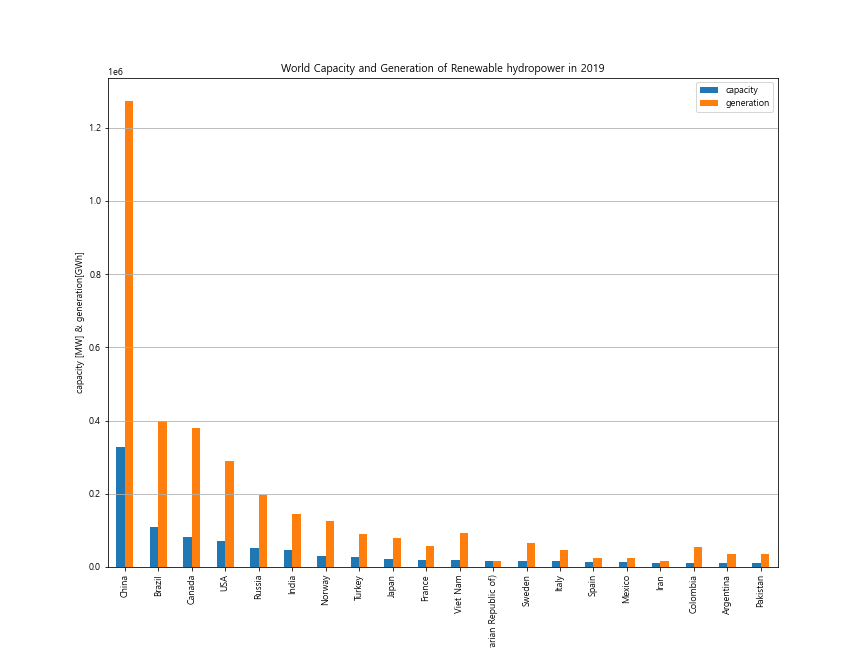 World Capacity and Generation of Renewable hydropower in 2019
1e6
capacity
generation
1.2
1.0
0.8
0.6
0.4
0.2
0.0
capacity [MW] & generation[GWh]
China
Brazil
Canada
USA
Russia
India
Norway
Turkey
Japan
France
Viet Nam
arian Republic of)
Sweden
Italy
Spain
Mexico
Iran
Colombia
Argentina
Pakistan